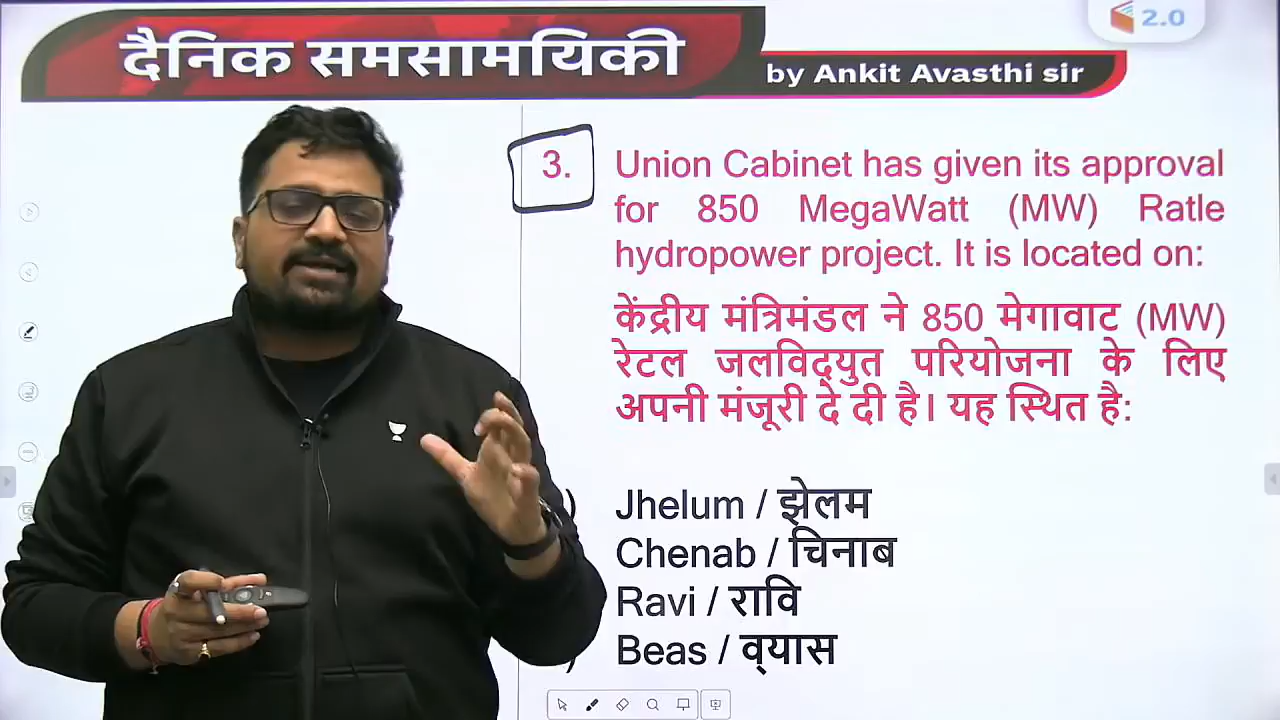 2.0
दैनिक समसामयिकी
by Ankit Avasthi sir
3. Union Cabinet has given its approval
for 850 MegaWatt (MW) Ratle
hydropower project. It is located on:
केंद्रीय मंत्रिमंडल ने 850 मेगावाट (MW)
रेटल जलविद्युत परियोजना के लिए
अपनी मंजूरी दे दी है। यह स्थित है:
) Jhelum / झेलम
Chenab / चिनाब
Ravi / रावि
) Beas / व्यास